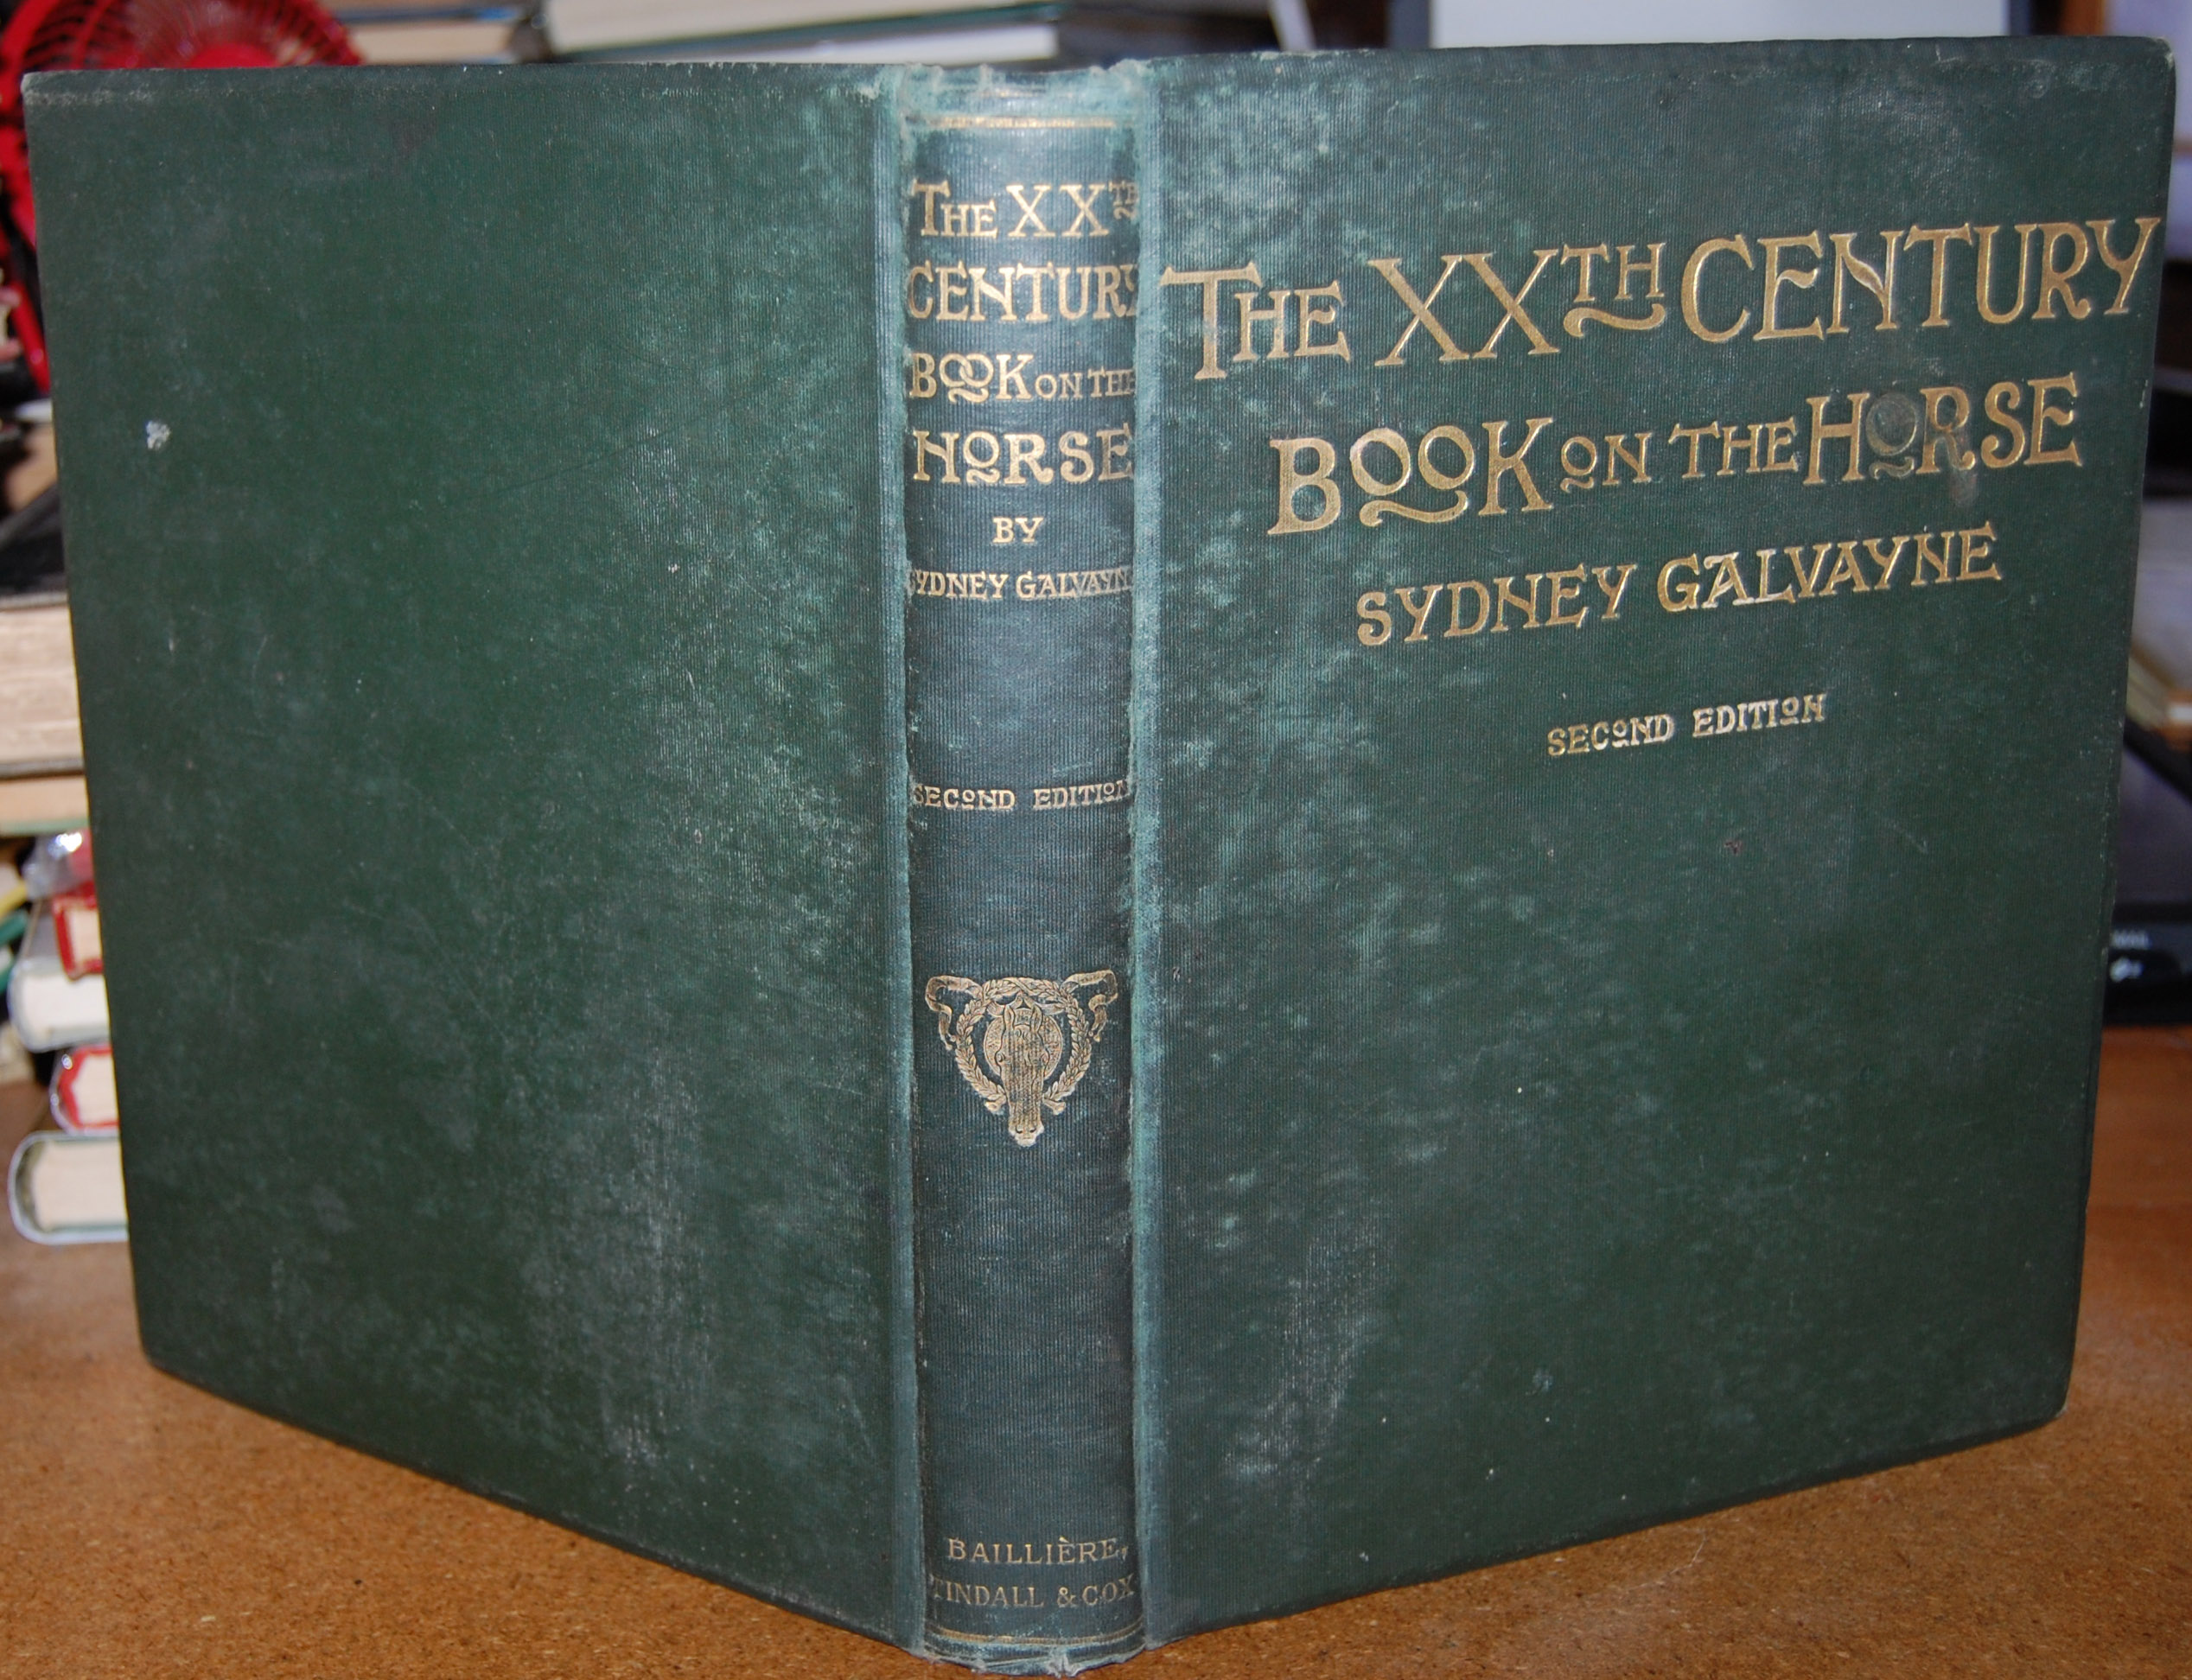 THE XXTH
CENTURY
BOOK ON THE
HORSE
BY
SYDNEY GALVAYNE
SECOND EDITION
BAILLIÈRE,
TINDALL & COX
THE XXTH CENTURY
BOOK ON THE HORSE
SYDNEY GALVAYNE
SECOND EDITION